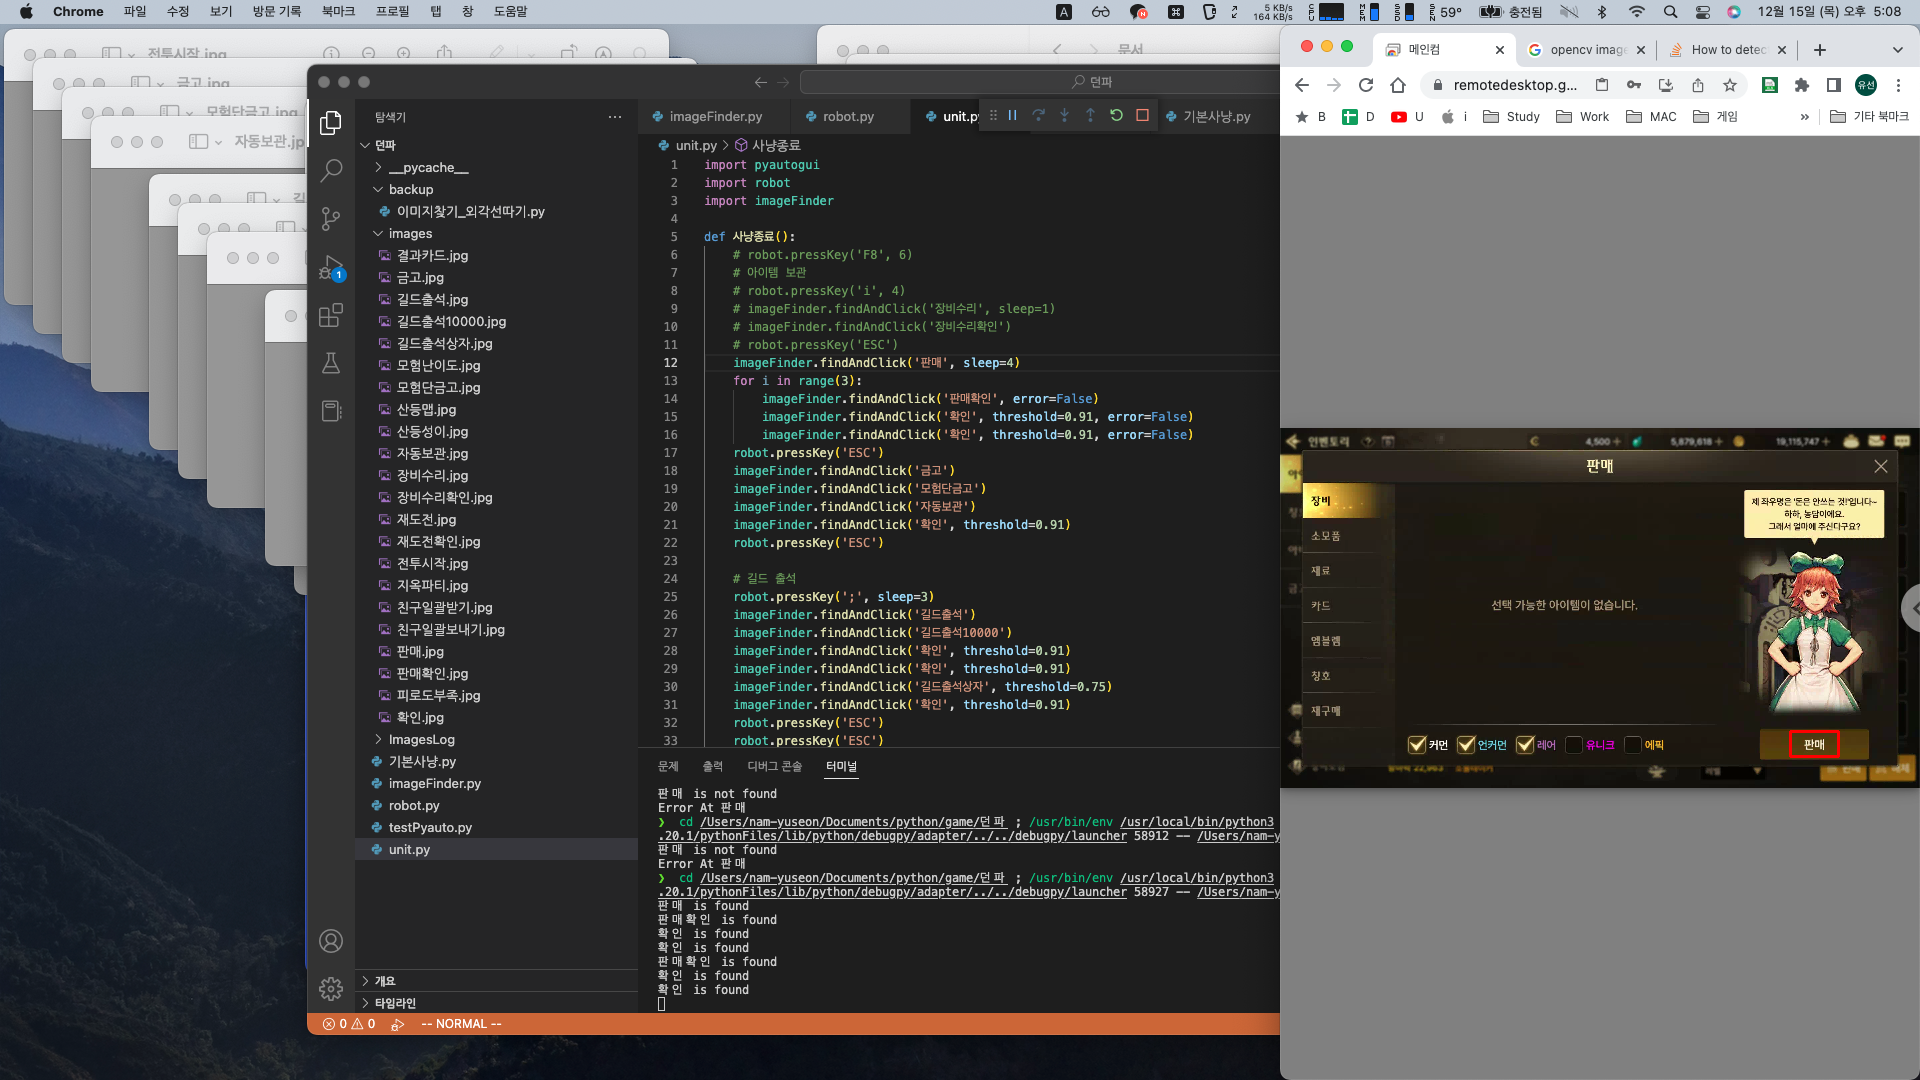 Chrome 파일 수정 보기 방문 기록 북마크 프로필 탭 창 도움말
5 KB/s
164 KB/s
59°
충전됨
12월 15일 (목) 오후 5:08
전투시작.jpg
금고.jpg
모험단금고.jpg
자동보관.jp
문서
던파
탐색기
던파
__pycache__
backup
이미지찾기_외각선따기.py
images
결과카드.jpg
금고.jpg
길드출석.jpg
길드출석10000.jpg
길드출석상자.jpg
모험난이도.jpg
모험단금고.jpg
산등맵.jpg
산등성이.jpg
자동보관.jpg
장비수리.jpg
장비수리확인.jpg
재도전.jpg
재도전확인.jpg
전투시작.jpg
지옥파티.jpg
친구일괄받기.jpg
친구일괄보내기.jpg
판매.jpg
판매확인.jpg
피로도부족.jpg
확인.jpg
ImagesLog
기본사냥.py
imageFinder.py
robot.py
testPyauto.py
unit.py
개요
타임라인
0 0 -- NORMAL --
imageFinder.py robot.py unit.py 기본사냥.py
unit.py > 사냥종료
1 import pyautogui
2 import robot
3 import imageFinder
4
5 def 사냥종료():
6 # robot.pressKey('F8', 6)
7 # 아이템 보관
8 # robot.pressKey('i', 4)
9 # imageFinder.findAndClick('장비수리', sleep=1)
10 # imageFinder.findAndClick('장비수리확인')
11 # robot.pressKey('ESC')
12 imageFinder.findAndClick('판매', sleep=4)
13 for i in range(3):
14 imageFinder.findAndClick('판매확인', error=False)
15 imageFinder.findAndClick('확인', threshold=0.91, error=False)
16 imageFinder.findAndClick('확인', threshold=0.91, error=False)
17 robot.pressKey('ESC')
18 imageFinder.findAndClick('금고')
19 imageFinder.findAndClick('모험단금고')
20 imageFinder.findAndClick('자동보관')
21 imageFinder.findAndClick('확인', threshold=0.91)
22 robot.pressKey('ESC')
23
24 # 길드 출석
25 robot.pressKey(';', sleep=3)
26 imageFinder.findAndClick('길드출석')
27 imageFinder.findAndClick('길드출석10000')
28 imageFinder.findAndClick('확인', threshold=0.91)
29 imageFinder.findAndClick('확인', threshold=0.91)
30 imageFinder.findAndClick('길드출석상자', threshold=0.75)
31 imageFinder.findAndClick('확인', threshold=0.91)
32 robot.pressKey('ESC')
33 robot.pressKey('ESC')
문제 출력 디버그 콘솔 터미널
판매 is not found
Error At 판매
❯ cd /Users/nam-yuseon/Documents/python/game/던파 ; /usr/bin/env /usr/local/bin/python3
.20.1/pythonFiles/lib/python/debugpy/adapter/../../debugpy/launcher 58912 -- /Users/nam-y
판매 is not found
Error At 판매
❯ cd /Users/nam-yuseon/Documents/python/game/던파 ; /usr/bin/env /usr/local/bin/python3
.20.1/pythonFiles/lib/python/debugpy/adapter/../../debugpy/launcher 58927 -- /Users/nam-y
판매 is found
판매확인 is found
확인 is found
확인 is found
판매확인 is found
확인 is found
확인 is found
메인컴 opencv imag How to detec
remotedesktop.g...
유선
B D U i Study Work MAC 게임 » 기타 북마크
인벤토리 4,500 + 5,879,618 + 19,115,747 +
판매
장비
소모품
재료
카드
엠블렘
칭호
재구매
선택 가능한 아이템이 없습니다.
제 좌우명은 '돈은 안쓰는 것!'입니다~
하하, 농담이에요.
그래서 얼마에 주신다구요?
커먼 언커먼 레어 유니크 에픽
판매